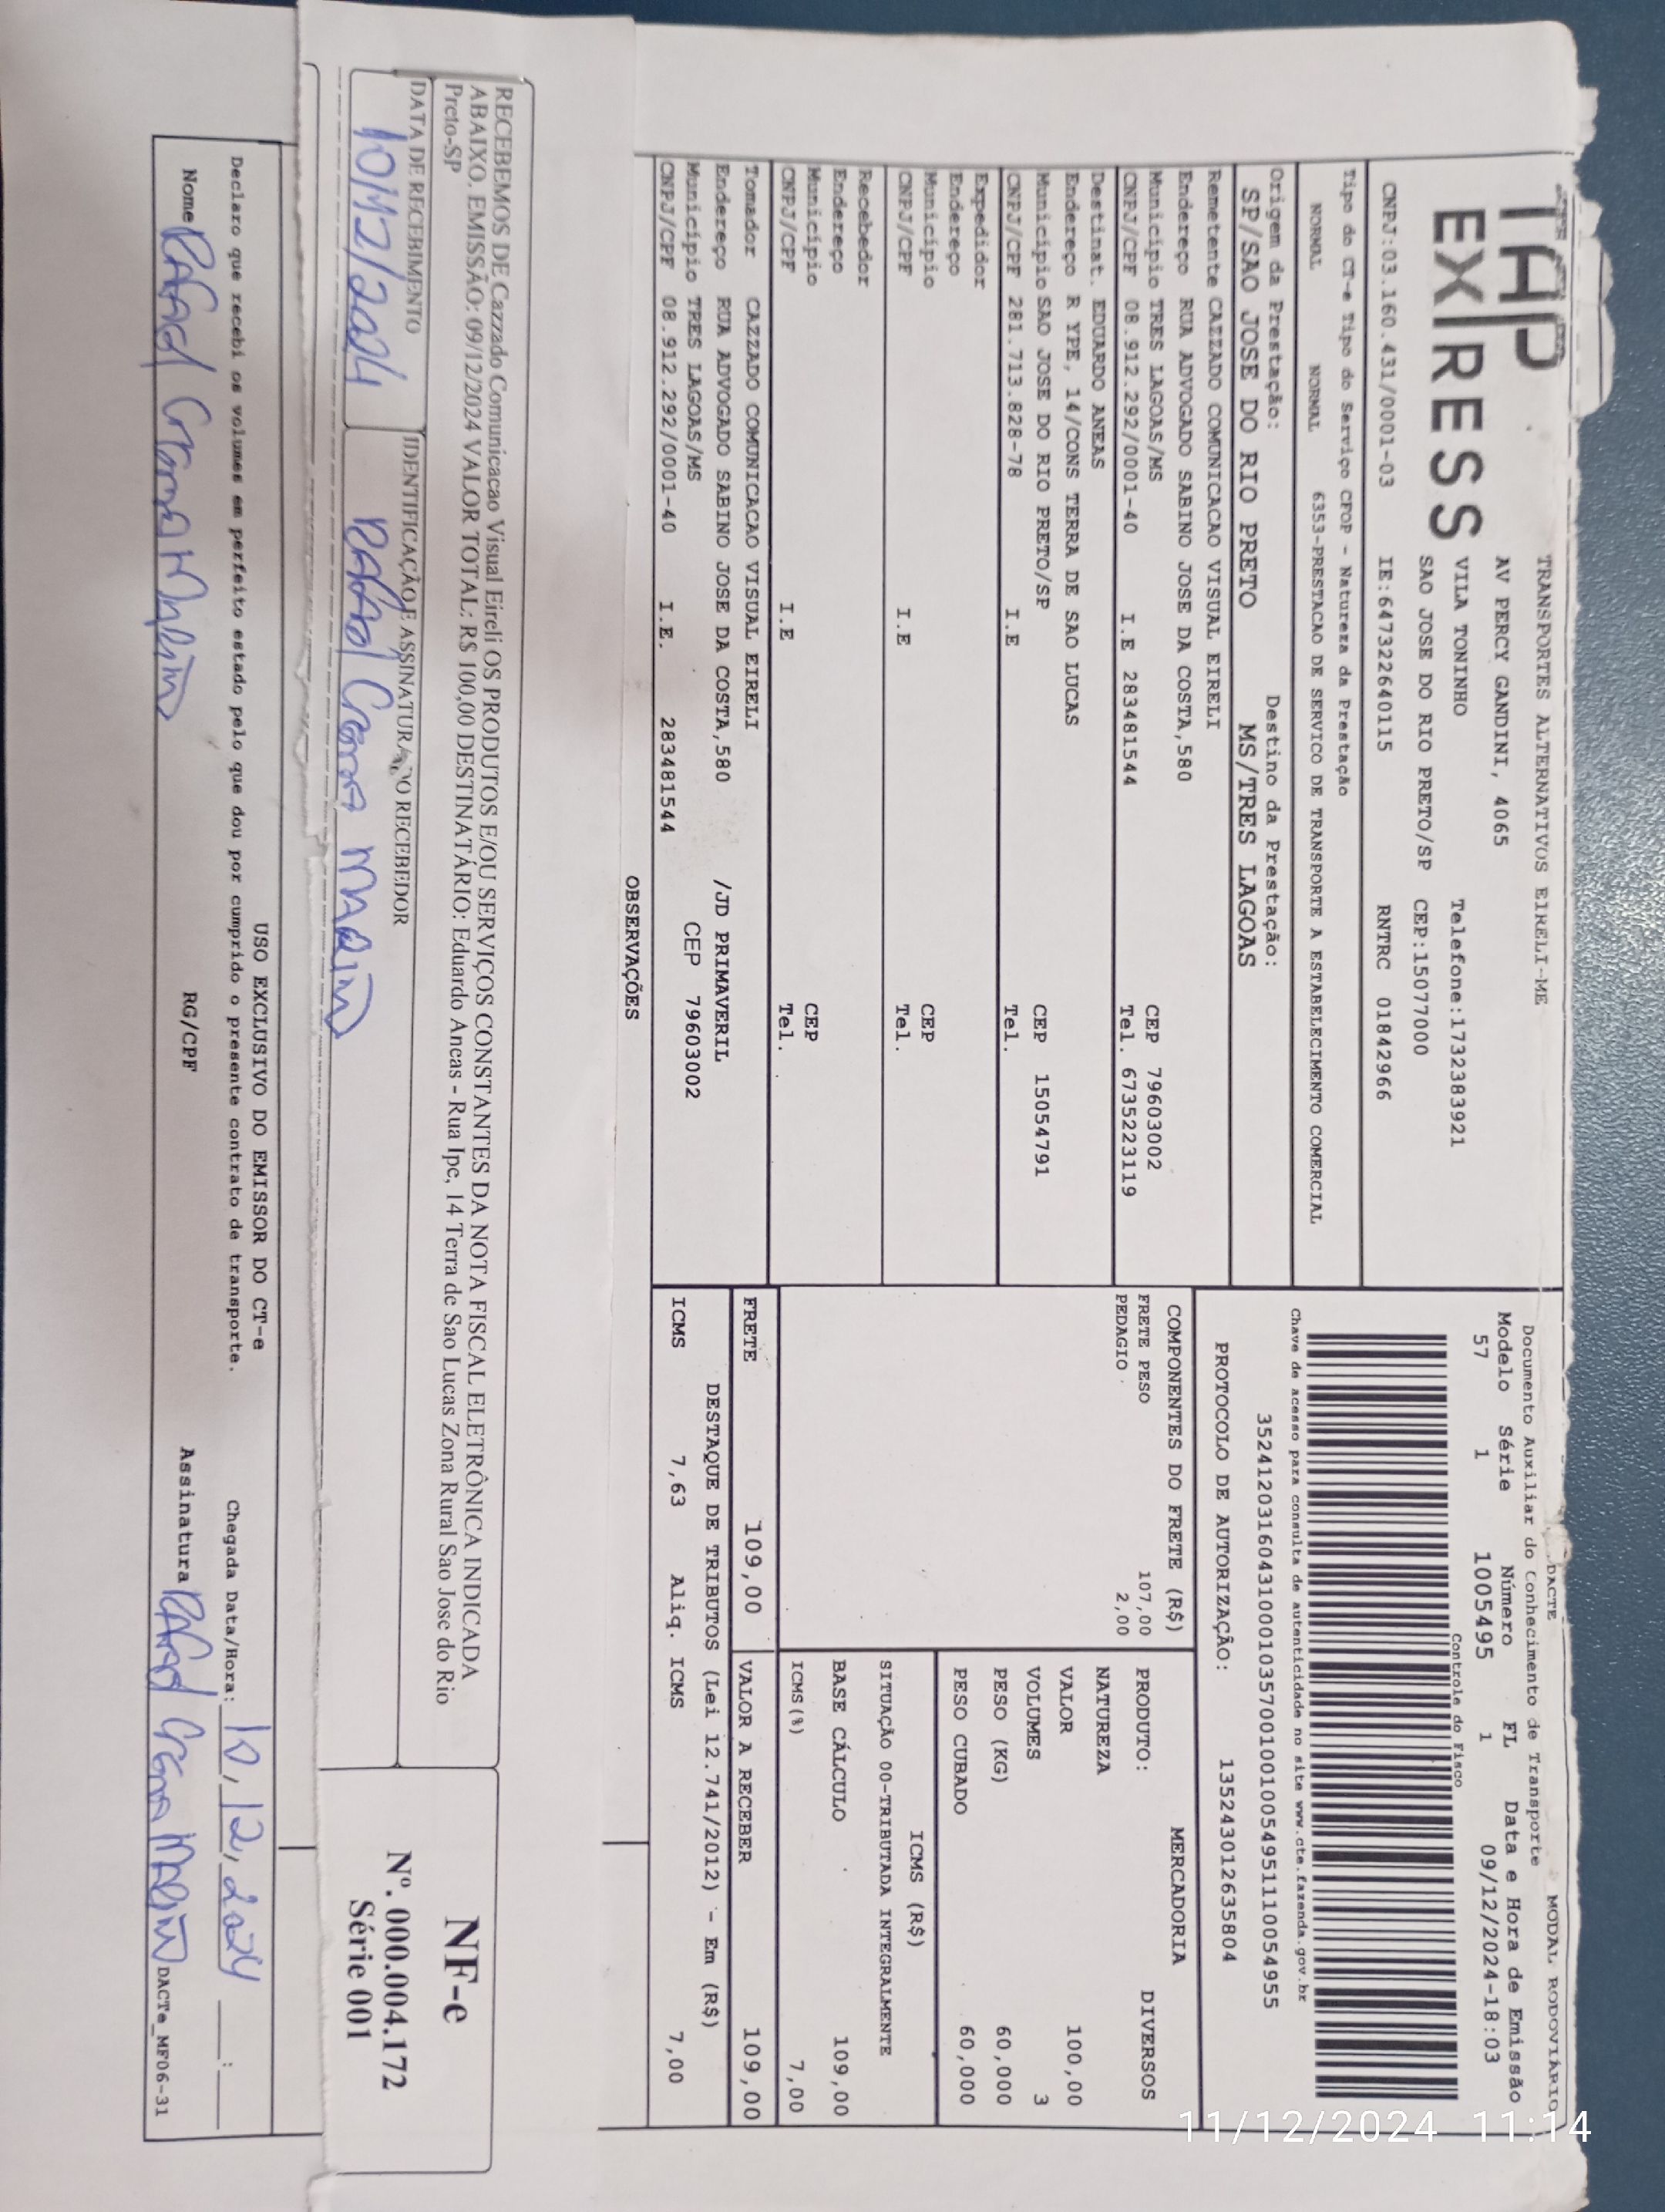 TAP
EXPRESS
TRANSPORTES ALTERNATIVOS EIRELI-ME
AV PERCY GANDINI, 4065
VILA TONINHO Telefone:1732383921
SAO JOSE DO RIO PRETO/SP CEP:15077000
CNPJ:03.160.431/0001-03 IE:647322640115 RNTRC 01842966
Tipo do CT-e Tipo do Serviço CFOP - Natureza da Prestação
NORMAL NORMAL 6353-PRESTACAO DE SERVICO DE TRANSPORTE A ESTABELECIMENTO COMERCIAL
Origem da Prestação: Destino da Prestação:
SP/SAO JOSE DO RIO PRETO MS/TRES LAGOAS
Remetente CAZZADO COMUNICACAO VISUAL EIRELI
Endereço RUA ADVOGADO SABINO JOSE DA COSTA,580
Município TRES LAGOAS/MS CEP 79603002
CNPJ/CPF 08.912.292/0001-40 I.E 283481544 Tel. 6735223119
Destinat. EDUARDO ANEAS
Endereço R YPE, 14/CONS TERRA DE SAO LUCAS
Município SAO JOSE DO RIO PRETO/SP CEP 15054791
CNPJ/CPF 281.713.828-78 I.E Tel.
Expedidor
Endereço
Município CEP
CNPJ/CPF I.E Tel.
Recebedor
Endereço
Município CEP
CNPJ/CPF I.E Tel.
Tomador CAZZADO COMUNICACAO VISUAL EIRELI
Endereço RUA ADVOGADO SABINO JOSE DA COSTA,580 /JD PRIMAVERIL
Município TRES LAGOAS/MS CEP 79603002
CNPJ/CPF 08.912.292/0001-40 I.E. 283481544
DACTE MODAL RODOVIÁRIO
Documento Auxiliar do Conhecimento de Transporte
Modelo Série Número FL Data e Hora de Emissão
57 1 1005495 1 09/12/2024-18:03
Controle do Fisco
Chave de acesso para consulta de autenticidade no site www.cte.fazenda.gov.br
35241203160431000103570010010054951110054955
PROTOCOLO DE AUTORIZAÇÃO: 135243012635804
COMPONENTES DO FRETE (R$)
FRETE PESO 107,00
PEDAGIO 2,00
MERCADORIA
PRODUTO: DIVERSOS
NATUREZA
VALOR 100,00
VOLUMES 3
PESO (KG) 60,000
PESO CUBADO 60,000
ICMS (R$)
SITUAÇÃO 00-TRIBUTADA INTEGRALMENTE
BASE CÁLCULO 109,00
ICMS(%) 7,00
FRETE 109,00 VALOR A RECEBER 109,00
DESTAQUE DE TRIBUTOS (Lei 12.741/2012) - Em (R$)
ICMS 7,63 Aliq. ICMS 7,00
OBSERVAÇÕES
RECEBEMOS DE Cazzado Comunicacao Visual Eireli OS PRODUTOS E/OU SERVIÇOS CONSTANTES DA NOTA FISCAL ELETRÔNICA INDICADA
ABAIXO. EMISSÃO: 09/12/2024 VALOR TOTAL: R$ 100,00 DESTINATÁRIO: Eduardo Aneas - Rua Ipe, 14 Terra de Sao Lucas Zona Rural Sao Jose do Rio
Preto-SP
DATA DE RECEBIMENTO IDENTIFICAÇÃO E ASSINATURA DO RECEBEDOR
10/12/2024 Rafael
NF-e
Nº. 000.004.172
Série 001
USO EXCLUSIVO DO EMISSOR DO CT-e
Declaro que recebi os volumes em perfeito estado pelo que dou por cumprido o presente contrato de transporte. Chegada Data/Hora: 10/12/2024 __:__
Nome Rafael RG/CPF Assinatura Rafael DACTe_MF06-31
11/12/2024 11:14